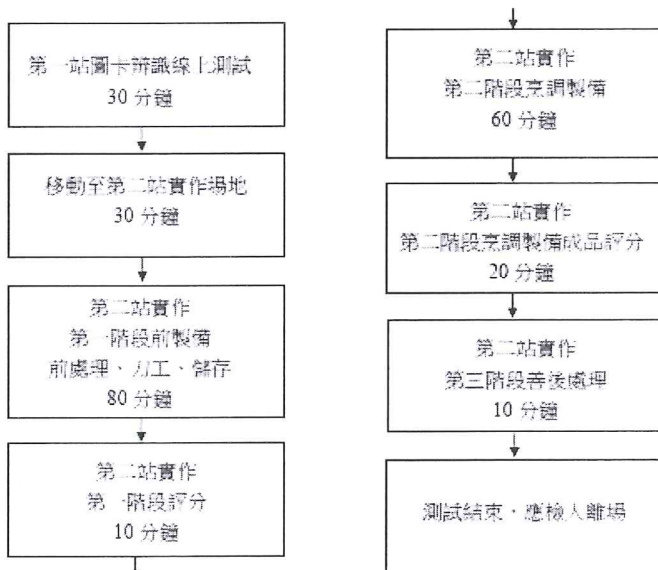 第一站圖卡辨識線上測試
30 分鐘
移動至第二站實作場地
30 分鐘
第二站實作
第一階段前製備
前處理、刀工、儲存
80 分鐘
第二站實作
第一階段評分
10 分鐘
第二站實作
第二階段烹調製備
60 分鐘
第二站實作
第二階段烹調製備成品評分
20 分鐘
第二站實作
第三階段善後處理
10 分鐘
測試結束，應檢人離場